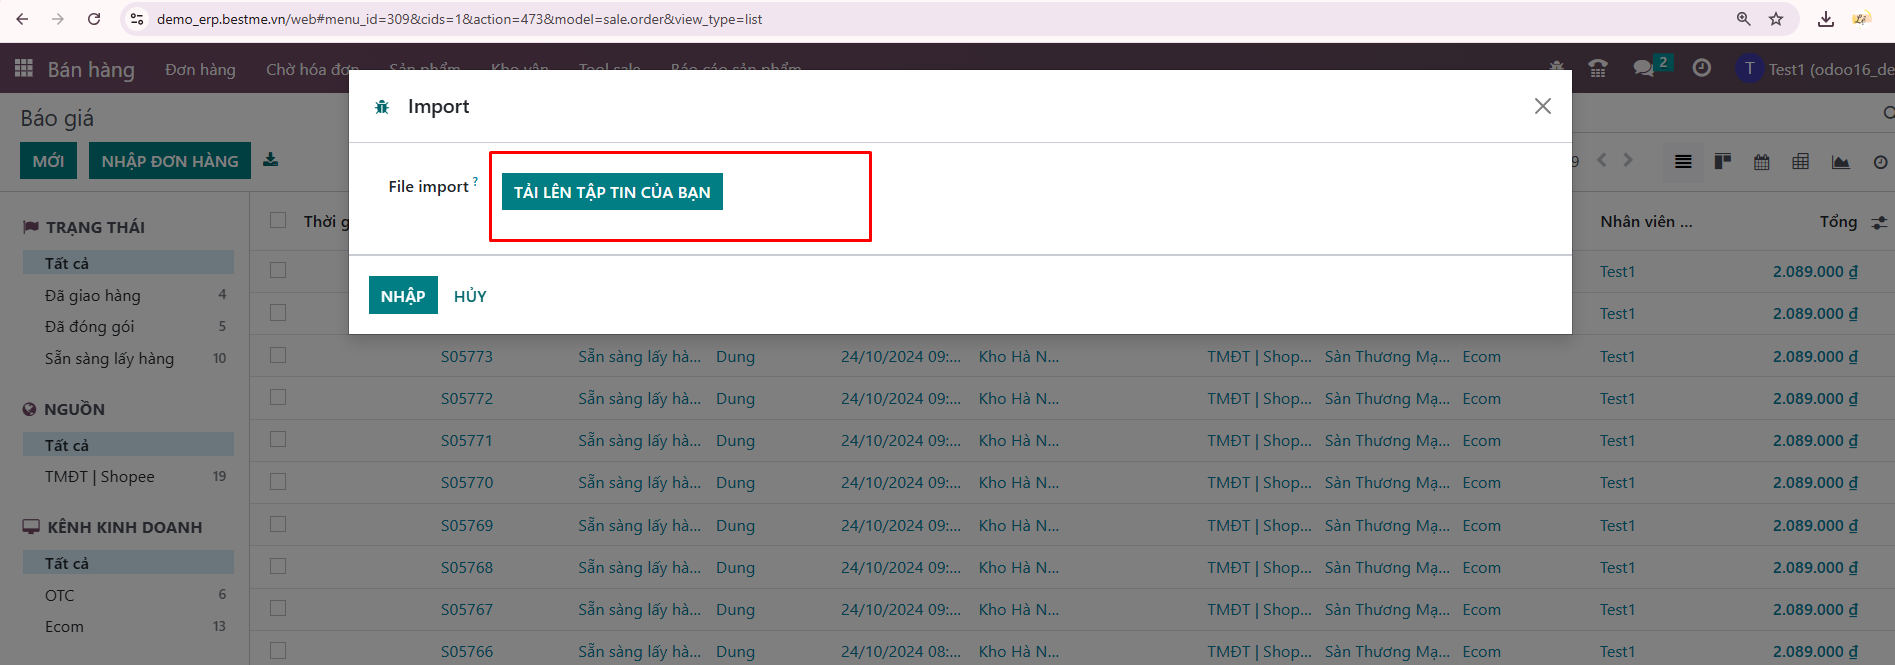 demo_erp.bestme.vn/web#menu_id=309&cids=1&action=473&model=sale.order&view_type=list
Bán hàng Đơn hàng Chờ hóa đơn Sản phẩm Kho vận Tool sale Báo cáo sản phẩm 2 T Test1 (odoo16_de
Import
Báo giá
MỚI NHẬP ĐƠN HÀNG
9
File import ?
TẢI LÊN TẬP TIN CỦA BẠN
NHẬP HỦY
TRẠNG THÁI
Tất cả
Đã giao hàng 4
Đã đóng gói 5
Sẵn sàng lấy hàng 10
NGUỒN
Tất cả
TMĐT | Shopee 19
KÊNH KINH DOANH
Tất cả
OTC 6
Ecom 13
Thời g Nhân viên ... Tổng
Test1 2.089.000 ₫
Test1 2.089.000 ₫
S05773 Sẵn sàng lấy hà... Dung 24/10/2024 09:... Kho Hà N... TMĐT | Shop... Sàn Thương Mạ... Ecom Test1 2.089.000 ₫
S05772 Sẵn sàng lấy hà... Dung 24/10/2024 09:... Kho Hà N... TMĐT | Shop... Sàn Thương Mạ... Ecom Test1 2.089.000 ₫
S05771 Sẵn sàng lấy hà... Dung 24/10/2024 09:... Kho Hà N... TMĐT | Shop... Sàn Thương Mạ... Ecom Test1 2.089.000 ₫
S05770 Sẵn sàng lấy hà... Dung 24/10/2024 09:... Kho Hà N... TMĐT | Shop... Sàn Thương Mạ... Ecom Test1 2.089.000 ₫
S05769 Sẵn sàng lấy hà... Dung 24/10/2024 09:... Kho Hà N... TMĐT | Shop... Sàn Thương Mạ... Ecom Test1 2.089.000 ₫
S05768 Sẵn sàng lấy hà... Dung 24/10/2024 09:... Kho Hà N... TMĐT | Shop... Sàn Thương Mạ... Ecom Test1 2.089.000 ₫
S05767 Sẵn sàng lấy hà... Dung 24/10/2024 09:... Kho Hà N... TMĐT | Shop... Sàn Thương Mạ... Ecom Test1 2.089.000 ₫
S05766 Sẵn sàng lấy hà... Dung 24/10/2024 08:... Kho Hà N... TMĐT | Shop... Sàn Thương Mạ... Ecom Test1 2.089.000 ₫